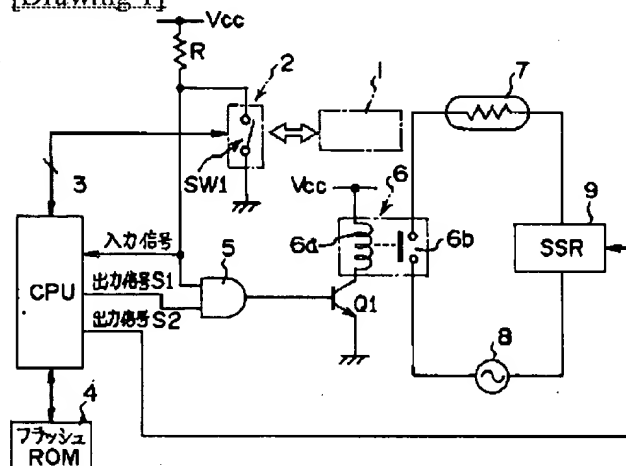 [Drawing 1]
Vcc
R
2
1
7
SW1
3
Vcc
6
6a
6b
9
SSR
入力信号
5
CPU
出力信号S1
出力信号S2
Q1
8
4
フラッシュ
ROM